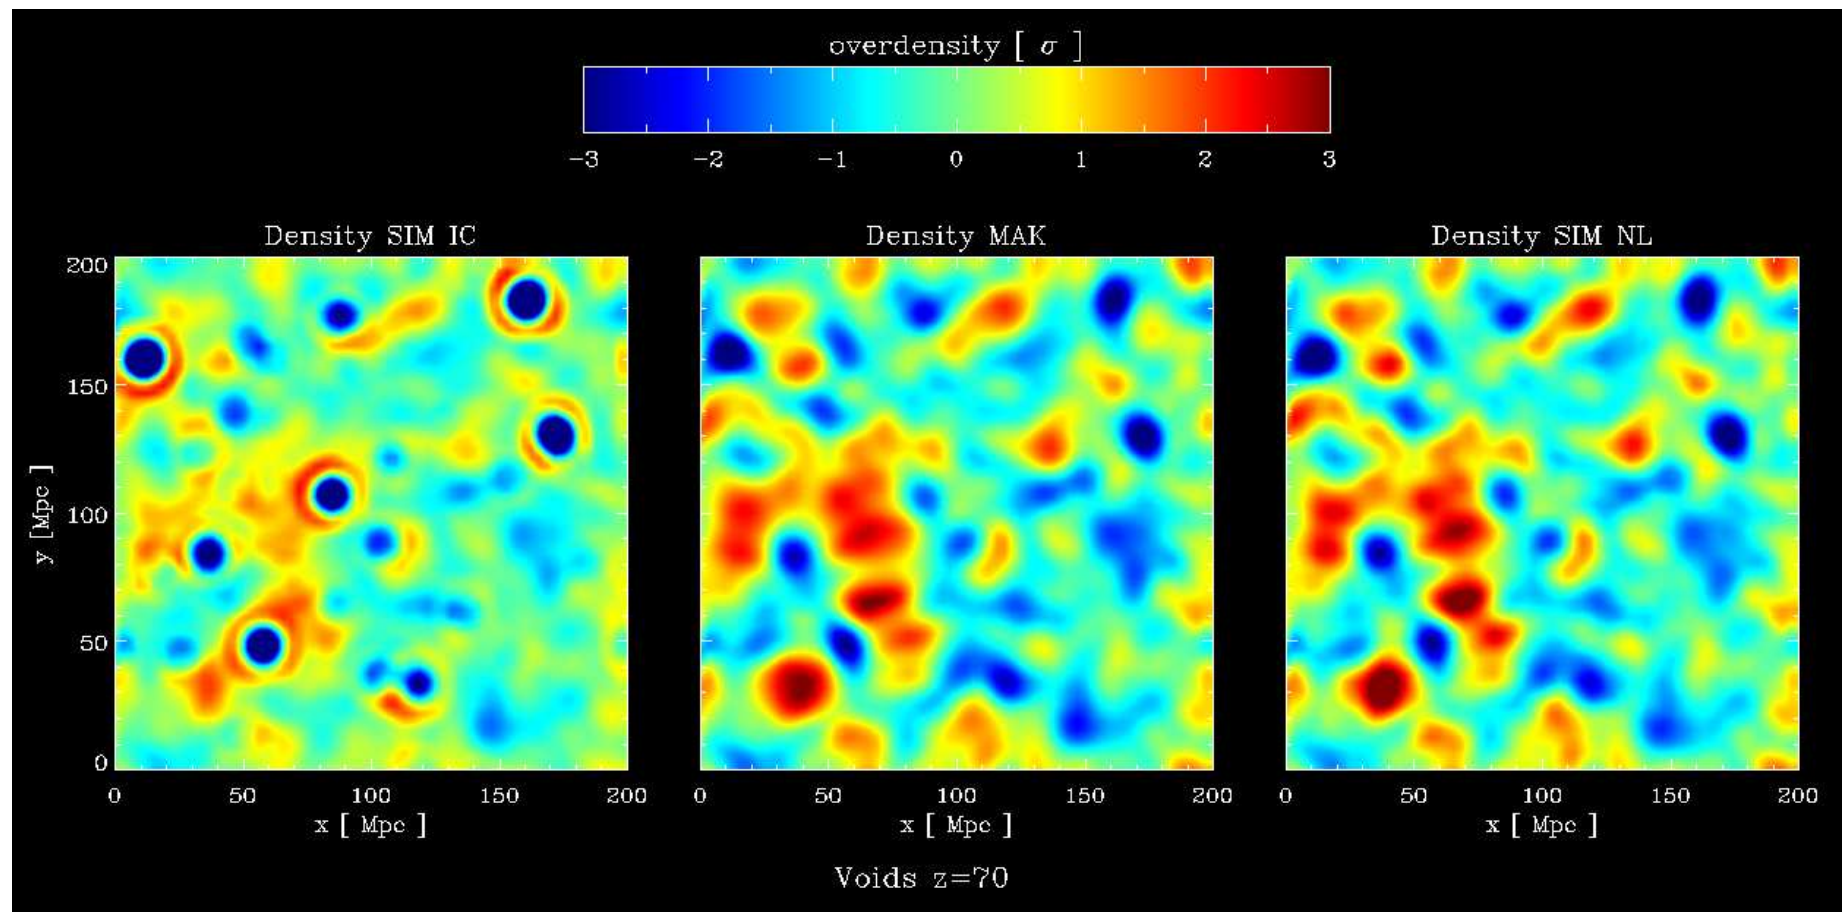 overdensity [ σ ]
-3 -2 -1 0 1 2 3
Density SIM IC
Density MAK
Density SIM NL
200
150
100
50
0
y [Mpc ]
0 50 100 150 200
0 50 100 150 200
0 50 100 150 200
x [ Mpc ]
x [ Mpc ]
x [ Mpc ]
Voids z=70